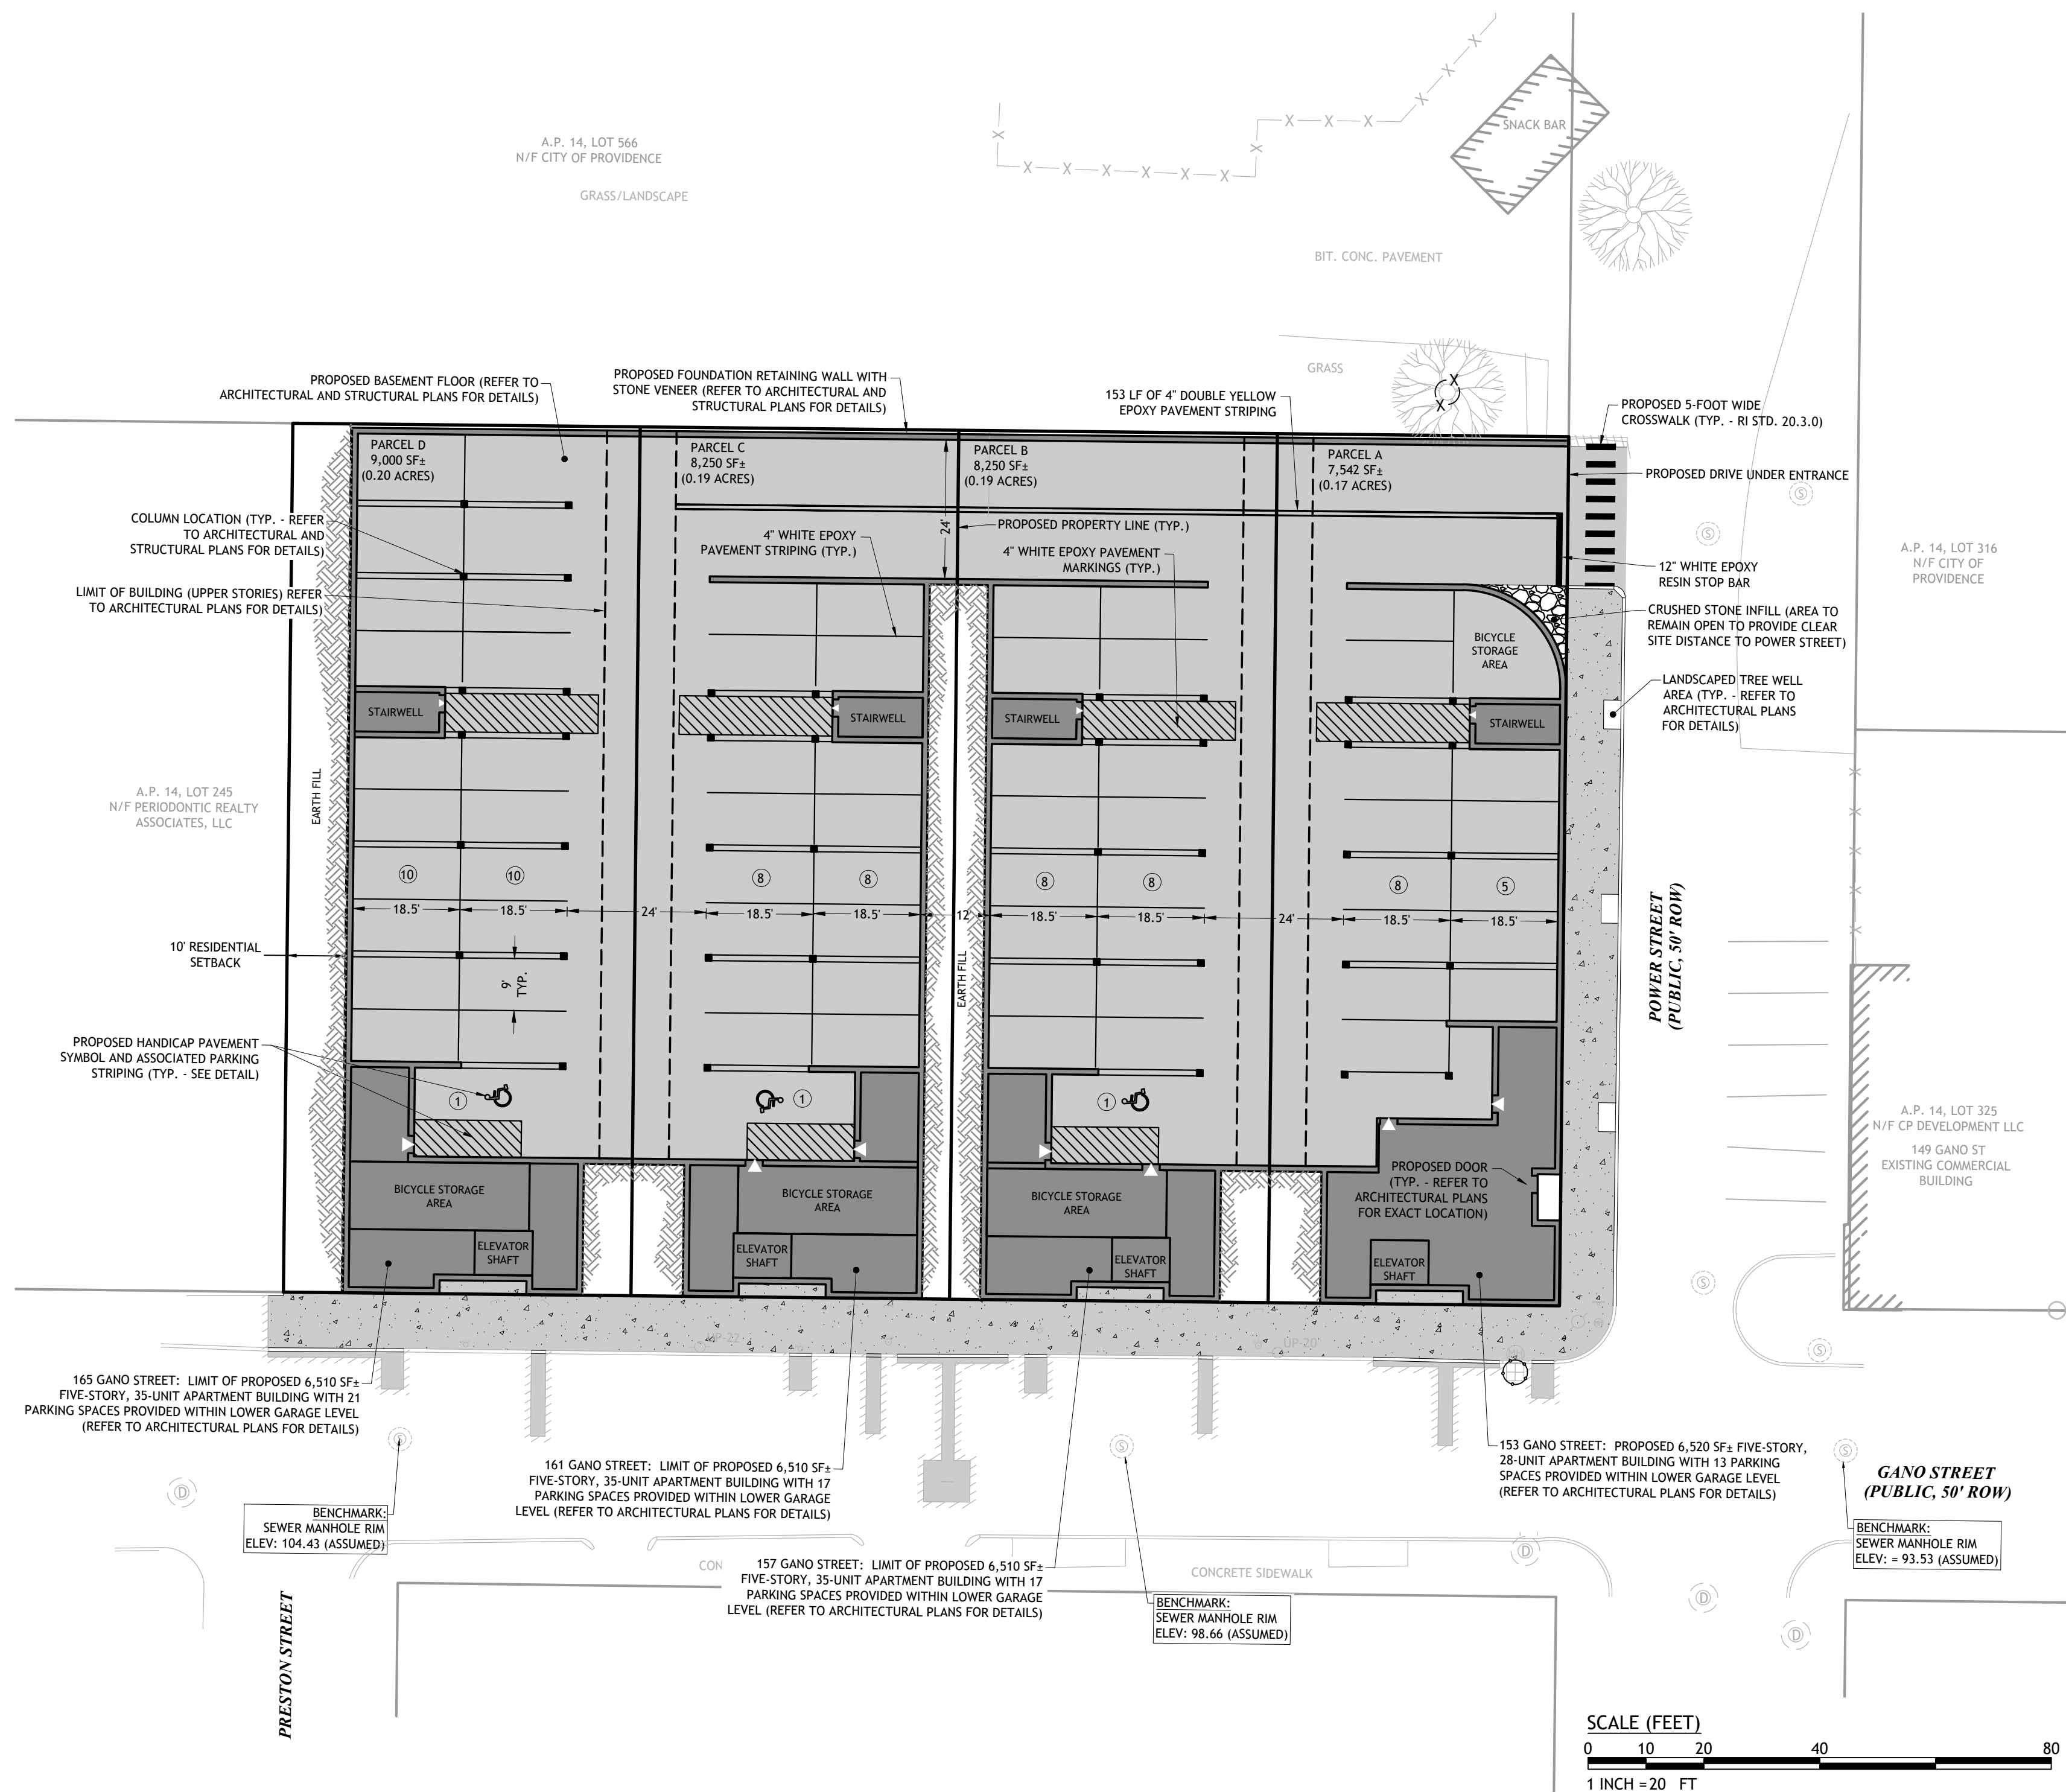 SNACK BAR
A.P. 14, LOT 566
N/F CITY OF PROVIDENCE
GRASS/LANDSCAPE
BIT. CONC. PAVEMENT
GRASS
PROPOSED BASEMENT FLOOR (REFER TO
ARCHITECTURAL AND STRUCTURAL PLANS FOR DETAILS)
PROPOSED FOUNDATION RETAINING WALL WITH
STONE VENEER (REFER TO ARCHITECTURAL AND
STRUCTURAL PLANS FOR DETAILS)
153 LF OF 4" DOUBLE YELLOW
EPOXY PAVEMENT STRIPING
PROPOSED 5-FOOT WIDE
CROSSWALK (TYP. - RI STD. 20.3.0)
PARCEL D
9,000 SF±
(0.20 ACRES)
PARCEL C
8,250 SF±
(0.19 ACRES)
PARCEL B
8,250 SF±
(0.19 ACRES)
PARCEL A
7,542 SF±
(0.17 ACRES)
PROPOSED DRIVE UNDER ENTRANCE
COLUMN LOCATION (TYP. - REFER
TO ARCHITECTURAL AND
STRUCTURAL PLANS FOR DETAILS)
4" WHITE EPOXY
PAVEMENT STRIPING (TYP.)
24'
PROPOSED PROPERTY LINE (TYP.)
4" WHITE EPOXY PAVEMENT
MARKINGS (TYP.)
12" WHITE EPOXY
RESIN STOP BAR
A.P. 14, LOT 316
N/F CITY OF
PROVIDENCE
LIMIT OF BUILDING (UPPER STORIES) REFER
TO ARCHITECTURAL PLANS FOR DETAILS)
CRUSHED STONE INFILL (AREA TO
REMAIN OPEN TO PROVIDE CLEAR
SITE DISTANCE TO POWER STREET)
BICYCLE
STORAGE
AREA
LANDSCAPED TREE WELL
AREA (TYP. - REFER TO
ARCHITECTURAL PLANS
FOR DETAILS)
STAIRWELL
STAIRWELL
STAIRWELL
STAIRWELL
EARTH FILL
A.P. 14, LOT 245
N/F PERIODONTIC REALTY
ASSOCIATES, LLC
10 10 8 8 8 8 8 5
18.5' 18.5' 24' 18.5' 18.5' 12' 18.5' 18.5' 24' 18.5' 18.5'
10' RESIDENTIAL
SETBACK
9'
TYP.
EARTH FILL
POWER STREET
(PUBLIC, 50' ROW)
PROPOSED HANDICAP PAVEMENT
SYMBOL AND ASSOCIATED PARKING
STRIPING (TYP. - SEE DETAIL)
1 1 1
A.P. 14, LOT 325
N/F CP DEVELOPMENT LLC
149 GANO ST
EXISTING COMMERCIAL
BUILDING
PROPOSED DOOR
(TYP. - REFER TO
ARCHITECTURAL PLANS
FOR EXACT LOCATION)
BICYCLE STORAGE
AREA
BICYCLE STORAGE
AREA
BICYCLE STORAGE
AREA
ELEVATOR
SHAFT
ELEVATOR
SHAFT
ELEVATOR
SHAFT
ELEVATOR
SHAFT
UP-22
UP-20
165 GANO STREET: LIMIT OF PROPOSED 6,510 SF±
FIVE-STORY, 35-UNIT APARTMENT BUILDING WITH 21
PARKING SPACES PROVIDED WITHIN LOWER GARAGE LEVEL
(REFER TO ARCHITECTURAL PLANS FOR DETAILS)
161 GANO STREET: LIMIT OF PROPOSED 6,510 SF±
FIVE-STORY, 35-UNIT APARTMENT BUILDING WITH 17
PARKING SPACES PROVIDED WITHIN LOWER GARAGE
LEVEL (REFER TO ARCHITECTURAL PLANS FOR DETAILS)
153 GANO STREET: PROPOSED 6,520 SF± FIVE-STORY,
28-UNIT APARTMENT BUILDING WITH 13 PARKING
SPACES PROVIDED WITHIN LOWER GARAGE LEVEL
(REFER TO ARCHITECTURAL PLANS FOR DETAILS)
GANO STREET
(PUBLIC, 50' ROW)
BENCHMARK:
SEWER MANHOLE RIM
ELEV: 104.43 (ASSUMED)
BENCHMARK:
SEWER MANHOLE RIM
ELEV: = 93.53 (ASSUMED)
CON
157 GANO STREET: LIMIT OF PROPOSED 6,510 SF±
FIVE-STORY, 35-UNIT APARTMENT BUILDING WITH 17
PARKING SPACES PROVIDED WITHIN LOWER GARAGE
LEVEL (REFER TO ARCHITECTURAL PLANS FOR DETAILS)
CONCRETE SIDEWALK
BENCHMARK:
SEWER MANHOLE RIM
ELEV: 98.66 (ASSUMED)
PRESTON STREET
SCALE (FEET)
0 10 20 40 80
1 INCH =20 FT